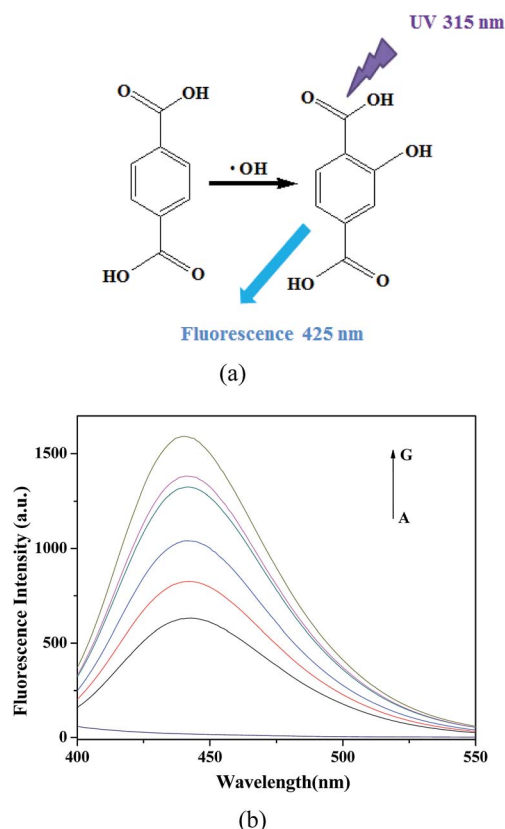 UV 315 nm
O
OH
O
OH
OH
· OH
HO
O
HO
O
Fluorescence 425 nm
(a)
1500
1000
500
0
Fluorescence Intensity (a.u.)
G
A
400
450
500
550
Wavelength(nm)
(b)